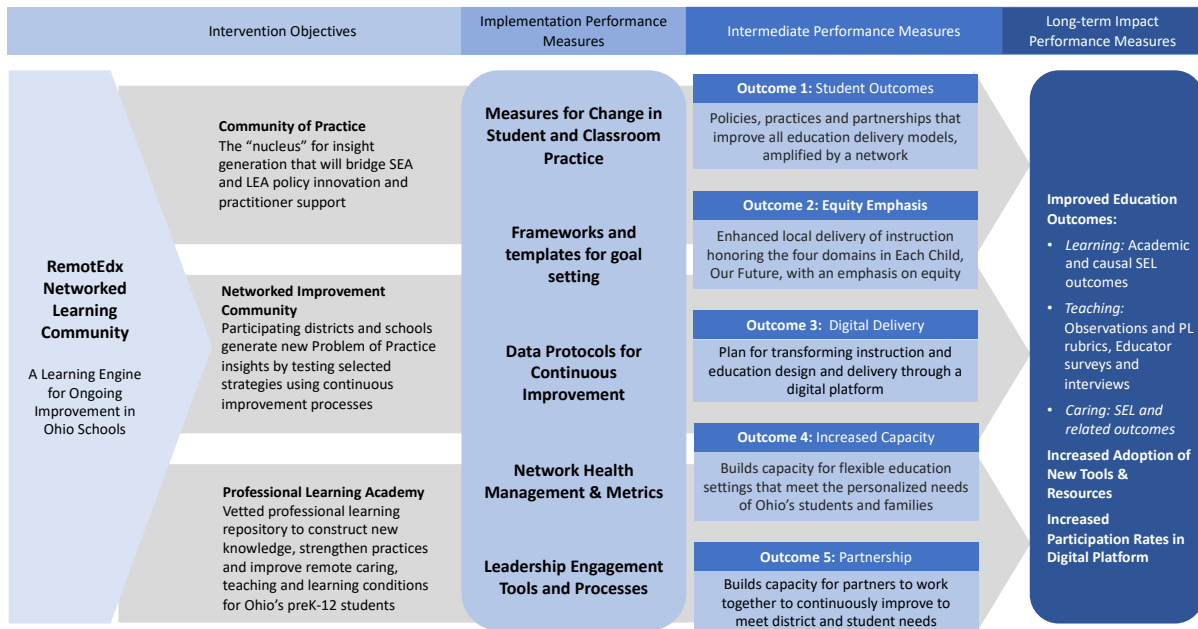 Intervention Objectives
Implementation Performance
Measures
Intermediate Performance Measures
Long-term Impact
Performance Measures
RemotEdx
Networked
Learning
Community
A Learning Engine
for Ongoing
Improvement in
Ohio Schools
Community of Practice
The “nucleus” for insight
generation that will bridge SEA
and LEA policy innovation and
practitioner support
Networked Improvement
Community
Participating districts and schools
generate new Problem of Practice
insights by testing selected
strategies using continuous
improvement processes
Professional Learning Academy
Vetted professional learning
repository to construct new
knowledge, strengthen practices
and improve remote caring,
teaching and learning conditions
for Ohio’s preK-12 students
Measures for Change in
Student and Classroom
Practice
Frameworks and
templates for goal
setting
Data Protocols for
Continuous
Improvement
Network Health
Management & Metrics
Leadership Engagement
Tools and Processes
Outcome 1: Student Outcomes
Policies, practices and partnerships that
improve all education delivery models,
amplified by a network
Outcome 2: Equity Emphasis
Enhanced local delivery of instruction
honoring the four domains in Each Child,
Our Future, with an emphasis on equity
Outcome 3: Digital Delivery
Plan for transforming instruction and
education design and delivery through a
digital platform
Outcome 4: Increased Capacity
Builds capacity for flexible education
settings that meet the personalized needs
of Ohio’s students and families
Outcome 5: Partnership
Builds capacity for partners to work
together to continuously improve to
meet district and student needs
Improved Education
Outcomes:
• Learning: Academic
and causal SEL
outcomes
• Teaching:
Observations and PL
rubrics, Educator
surveys and
interviews
• Caring: SEL and
related outcomes
Increased Adoption of
New Tools &
Resources
Increased
Participation Rates in
Digital Platform